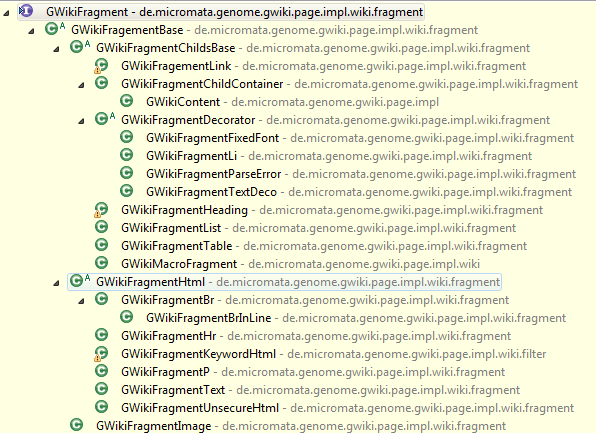 GWikiFragment - de.micromata.genome.gwiki.page.impl.wiki.fragment
A GWikiFragementBase - de.micromata.genome.gwiki.page.impl.wiki.fragment
A GWikiFragmentChildsBase - de.micromata.genome.gwiki.page.impl.wiki.fragment
GWikiFragementLink - de.micromata.genome.gwiki.page.impl.wiki.fragment
GWikiFragmentChildContainer - de.micromata.genome.gwiki.page.impl.wiki.fragment
GWikiContent - de.micromata.genome.gwiki.page.impl
A GWikiFragmentDecorator - de.micromata.genome.gwiki.page.impl.wiki.fragment
GWikiFragmentFixedFont - de.micromata.genome.gwiki.page.impl.wiki.fragment
GWikiFragmentLi - de.micromata.genome.gwiki.page.impl.wiki.fragment
GWikiFragmentParseError - de.micromata.genome.gwiki.page.impl.wiki.fragment
GWikiFragmentTextDeco - de.micromata.genome.gwiki.page.impl.wiki.fragment
GWikiFragmentHeading - de.micromata.genome.gwiki.page.impl.wiki.fragment
GWikiFragmentList - de.micromata.genome.gwiki.page.impl.wiki.fragment
GWikiFragmentTable - de.micromata.genome.gwiki.page.impl.wiki.fragment
GWikiMacroFragment - de.micromata.genome.gwiki.page.impl.wiki
A GWikiFragmentHtml - de.micromata.genome.gwiki.page.impl.wiki.fragment
GWikiFragmentBr - de.micromata.genome.gwiki.page.impl.wiki.fragment
GWikiFragmentBrInLine - de.micromata.genome.gwiki.page.impl.wiki.fragment
GWikiFragmentHr - de.micromata.genome.gwiki.page.impl.wiki.fragment
GWikiFragmentKeywordHtml - de.micromata.genome.gwiki.page.impl.wiki.filter
GWikiFragmentP - de.micromata.genome.gwiki.page.impl.wiki.fragment
GWikiFragmentText - de.micromata.genome.gwiki.page.impl.wiki.fragment
GWikiFragmentUnsecureHtml - de.micromata.genome.gwiki.page.impl.wiki.fragment
GWikiFragmentImage - de.micromata.genome.gwiki.page.impl.wiki.fragment